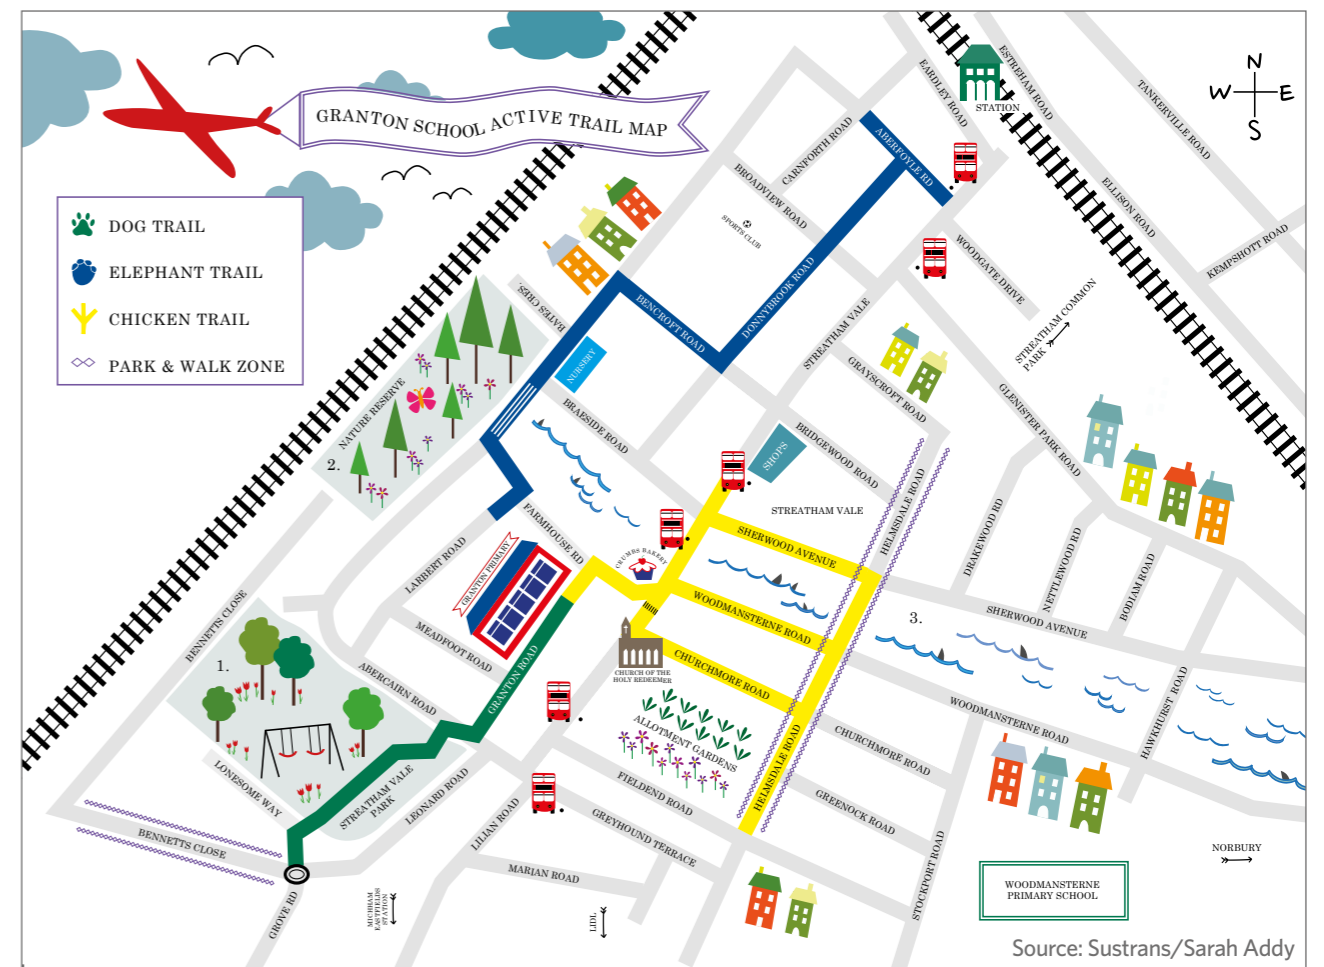 GRANTON SCHOOL ACTIVE TRAIL MAP
N
W
E
S
DOG TRAIL
ELEPHANT TRAIL
CHICKEN TRAIL
PARK & WALK ZONE
STATION
EARDLEY ROAD
ESTREHAM ROAD
TANKERVILLE ROAD
ELLISON ROAD
KEMPSHOTT ROAD
ABERFOYLE RD
CARNFORTH ROAD
BROADVIEW ROAD
SPORTS CLUB
WOODGATE DRIVE
DONNYBROOK ROAD
BENCROFT ROAD
BATES CRES.
NURSERY
STREATHAM VALE
GRAYSCROFT ROAD
STREATHAM COMMON
PARK
GLENISTER PARK ROAD
NATURE RESERVE
2.
BRAESIDE ROAD
SHOPS
BRIDGEWOOD ROAD
STREATHAM VALE
HELMSDALE ROAD
FARMHOUSE RD
SHERWOOD AVENUE
DRAKEWOOD RD
NETTLEWOOD RD
BODIAM ROAD
LARBERT ROAD
GRANTON PRIMARY
CRUMBS BAKERY
WOODMANSTERNE ROAD
SHERWOOD AVENUE
3.
BENNETTS CLOSE
MEADFOOT ROAD
CHURCH OF THE
HOLY REDEEMER
CHURCHMORE ROAD
1.
ABERCAIRN ROAD
GRANTON ROAD
ALLOTMENT GARDENS
WOODMANSTERNE ROAD
HAWKHURST ROAD
CHURCHMORE ROAD
HELMSDALE ROAD
LONESOME WAY
STREATHAM VALE
PARK
LEONARD ROAD
FIELDEND ROAD
GREENOCK ROAD
LILIAN ROAD
GREYHOUND TERRACE
BENNETTS CLOSE
MARIAN ROAD
STOCKPORT ROAD
NORBURY
GROVE RD
MITCHAM
EASTFIELDS
STATION
LIDL
WOODMANSTERNE
PRIMARY SCHOOL
Source: Sustrans/Sarah Addy